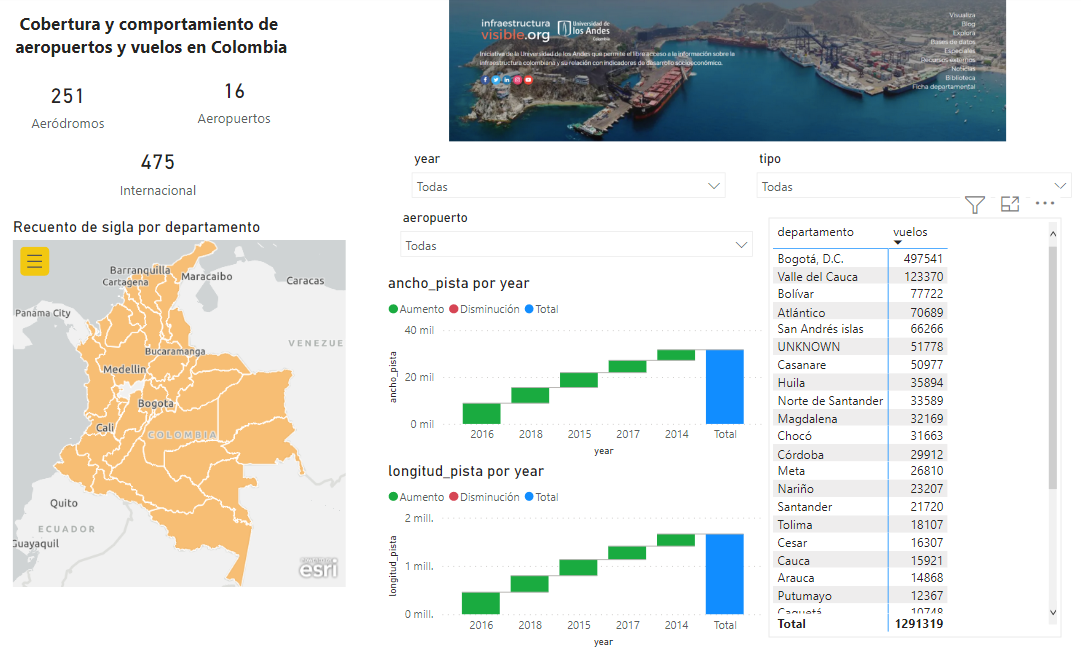 Cobertura y comportamiento de
aeropuertos y vuelos en Colombia
251
Aeródromos
16
Aeropuertos
475
Internacional
infraestructura
visible.org
Universidad de
los Andes
Colombia
Iniciativa de la Universidad de los Andes que permite el libre acceso a la información sobre la
infraestructura colombiana y su relación con indicadores de desarrollo socioeconómico.
Visualiza
Blog
Explora
Bases de datos
Especiales
Recursos externos
Noticias
Biblioteca
Ficha departamental
year
Todas
tipo
Todas
aeropuerto
Todas
Recuento de sigla por departamento
Barranquilla
Cartagena
Maracaibo
Caracas
Panama City
VENEZUE
Bucaramanga
Medellin
Bogota
Cali
COLOMBIA
Quito
ECUADOR
Guayaquil
esri
ancho_pista por year
Aumento Disminución Total
40 mil
20 mil
0 mil
ancho_pista
2016 2018 2015 2017 2014 Total
year
longitud_pista por year
Aumento Disminución Total
2 mill.
1 mill.
0 mill.
longitud_pista
2016 2018 2015 2017 2014 Total
year
departamento vuelos
Bogotá, D.C. 497541
Valle del Cauca 123370
Bolívar 77722
Atlántico 70689
San Andrés islas 66266
UNKNOWN 51778
Casanare 50977
Huila 35894
Norte de Santander 33589
Magdalena 32169
Chocó 31663
Córdoba 29912
Meta 26810
Nariño 23207
Santander 21720
Tolima 18107
Cesar 16307
Cauca 15921
Arauca 14868
Putumayo 12367
Caquetá 10748
Total 1291319